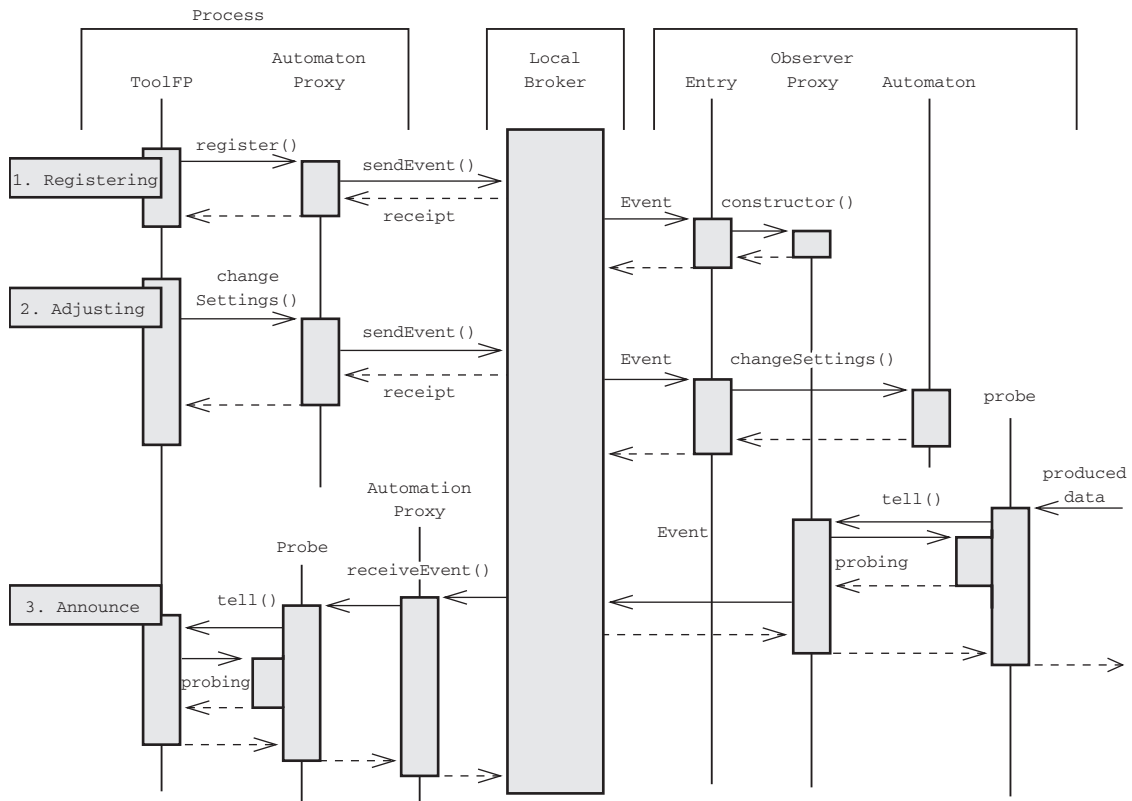 Process
Automaton
Proxy
ToolFP
Local
Broker
Observer
Proxy
Entry
Automaton
register()
sendEvent()
1. Registering
receipt
Event
constructor()
change
Settings()
2. Adjusting
sendEvent()
Event
changeSettings()
receipt
probe
produced
data
Automation
Proxy
tell()
Event
Probe
probing
receiveEvent()
3. Announce
tell()
probing